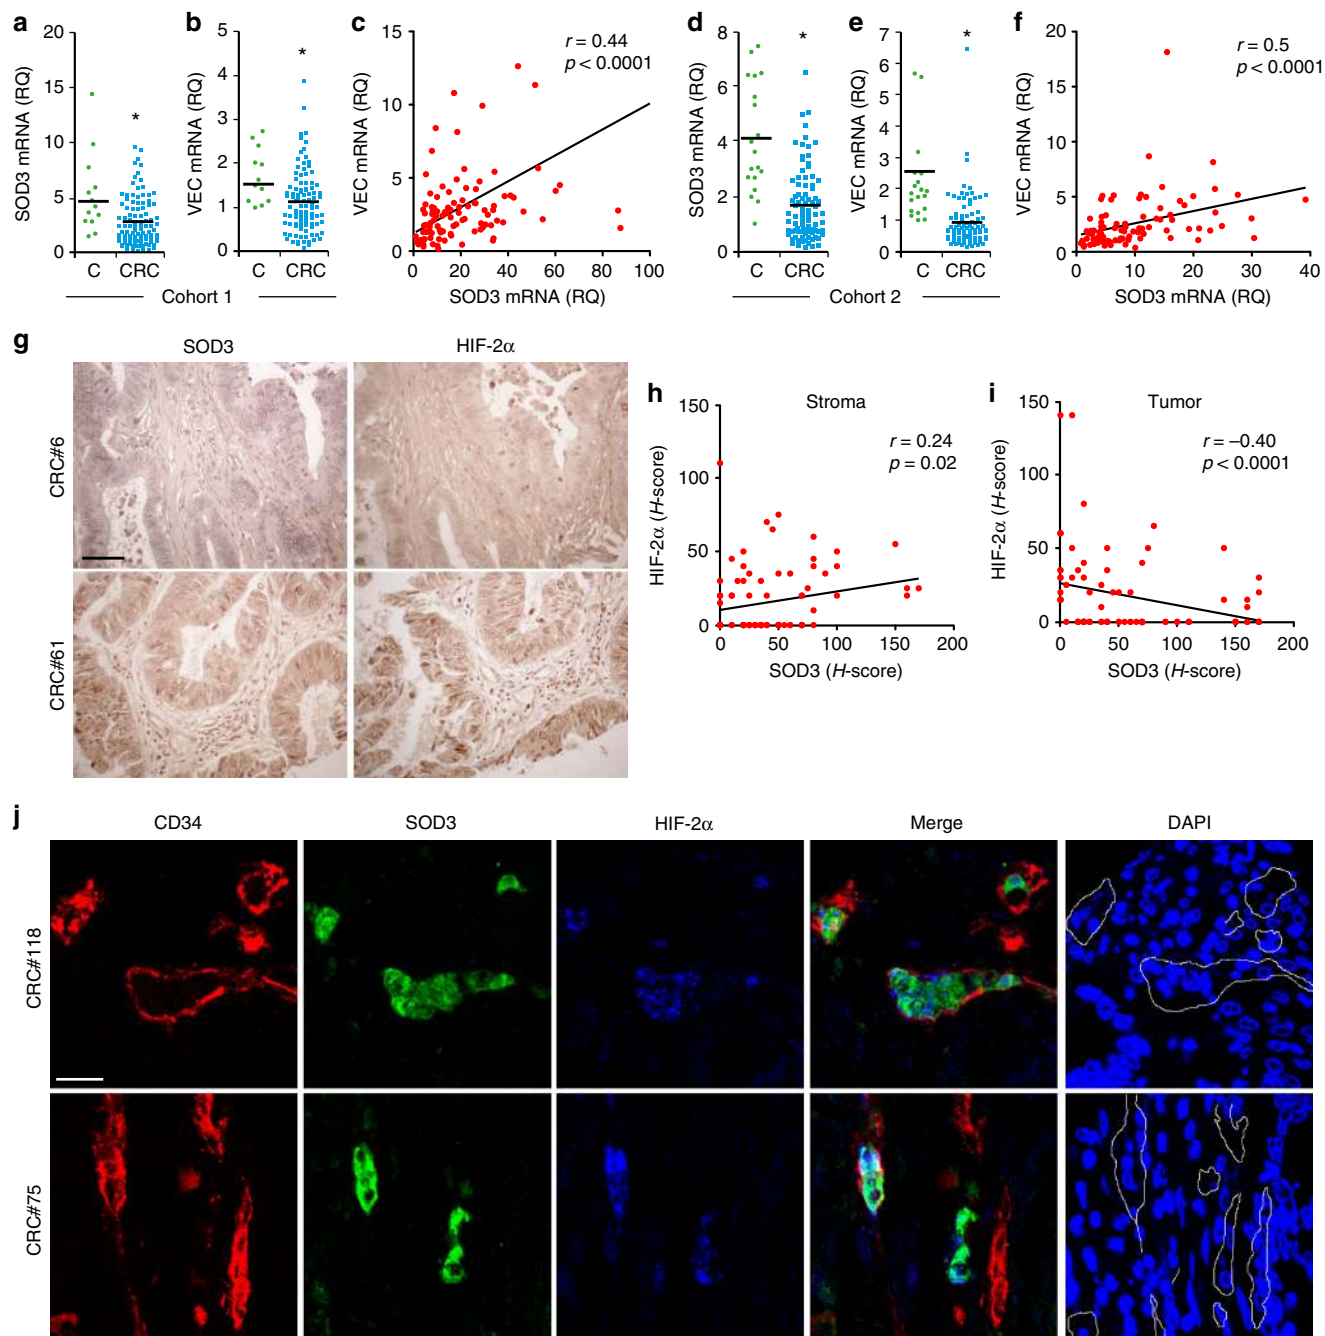 a
b
c
d
e
f
20
15
10
5
0
SOD3 mRNA (RQ)
*
C
CRC
5
4
3
2
1
0
VEC mRNA (RQ)
*
C
CRC
Cohort 1
15
10
5
0
VEC mRNA (RQ)
r = 0.44
p < 0.0001
0
20
40
60
80
100
SOD3 mRNA (RQ)
8
6
4
2
0
SOD3 mRNA (RQ)
*
C
CRC
7
6
5
4
3
2
1
0
VEC mRNA (RQ)
*
C
CRC
Cohort 2
20
15
10
5
0
VEC mRNA (RQ)
r = 0.5
p < 0.0001
0
10
20
30
40
SOD3 mRNA (RQ)
g
SOD3
HIF-2α
CRC#6
CRC#61
h
Stroma
150
100
50
0
HIF-2α (H-score)
r = 0.24
p = 0.02
0
50
100
150
200
SOD3 (H-score)
i
Tumor
150
100
50
0
HIF-2α (H-score)
r = −0.40
p < 0.0001
0
50
100
150
200
SOD3 (H-score)
j
CD34
SOD3
HIF-2α
Merge
DAPI
CRC#118
CRC#75